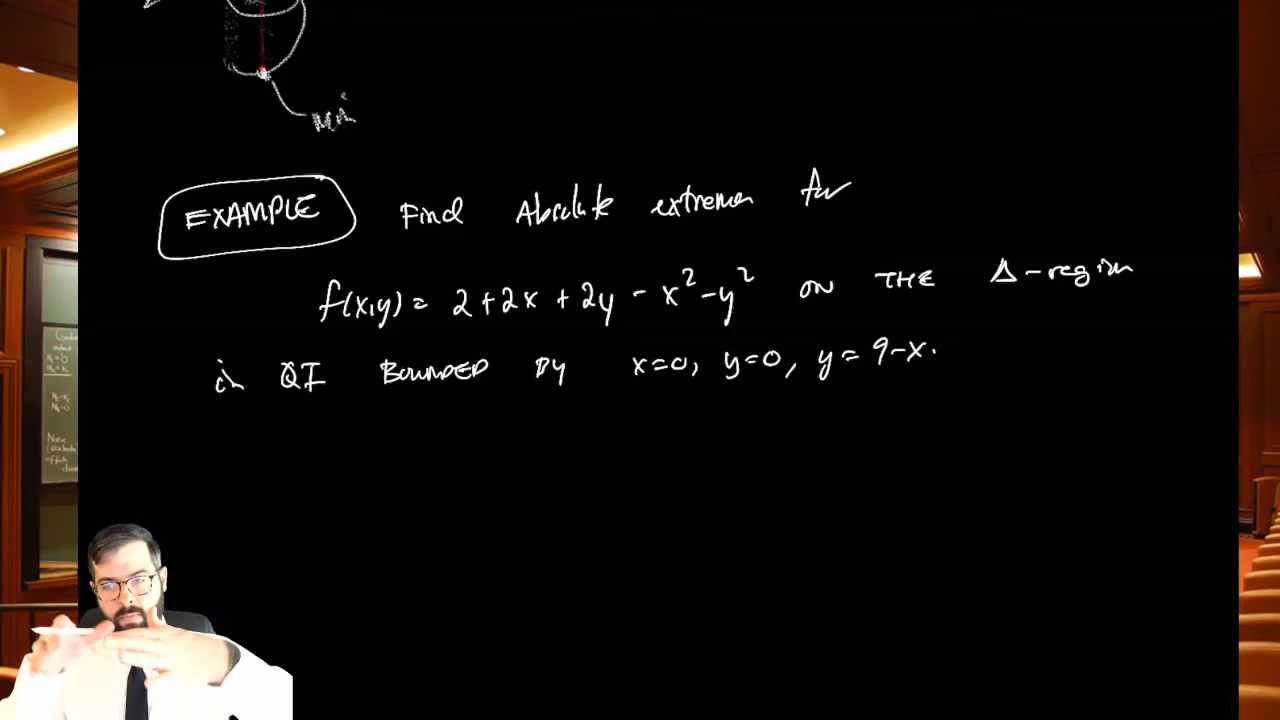 Min
EXAMPLE Find Absolute extrema for
f(x,y) = 2 + 2x + 2y - x² - y² on THE Δ-region
in QI BOUNDED By x=0, y=0, y = 9-x.